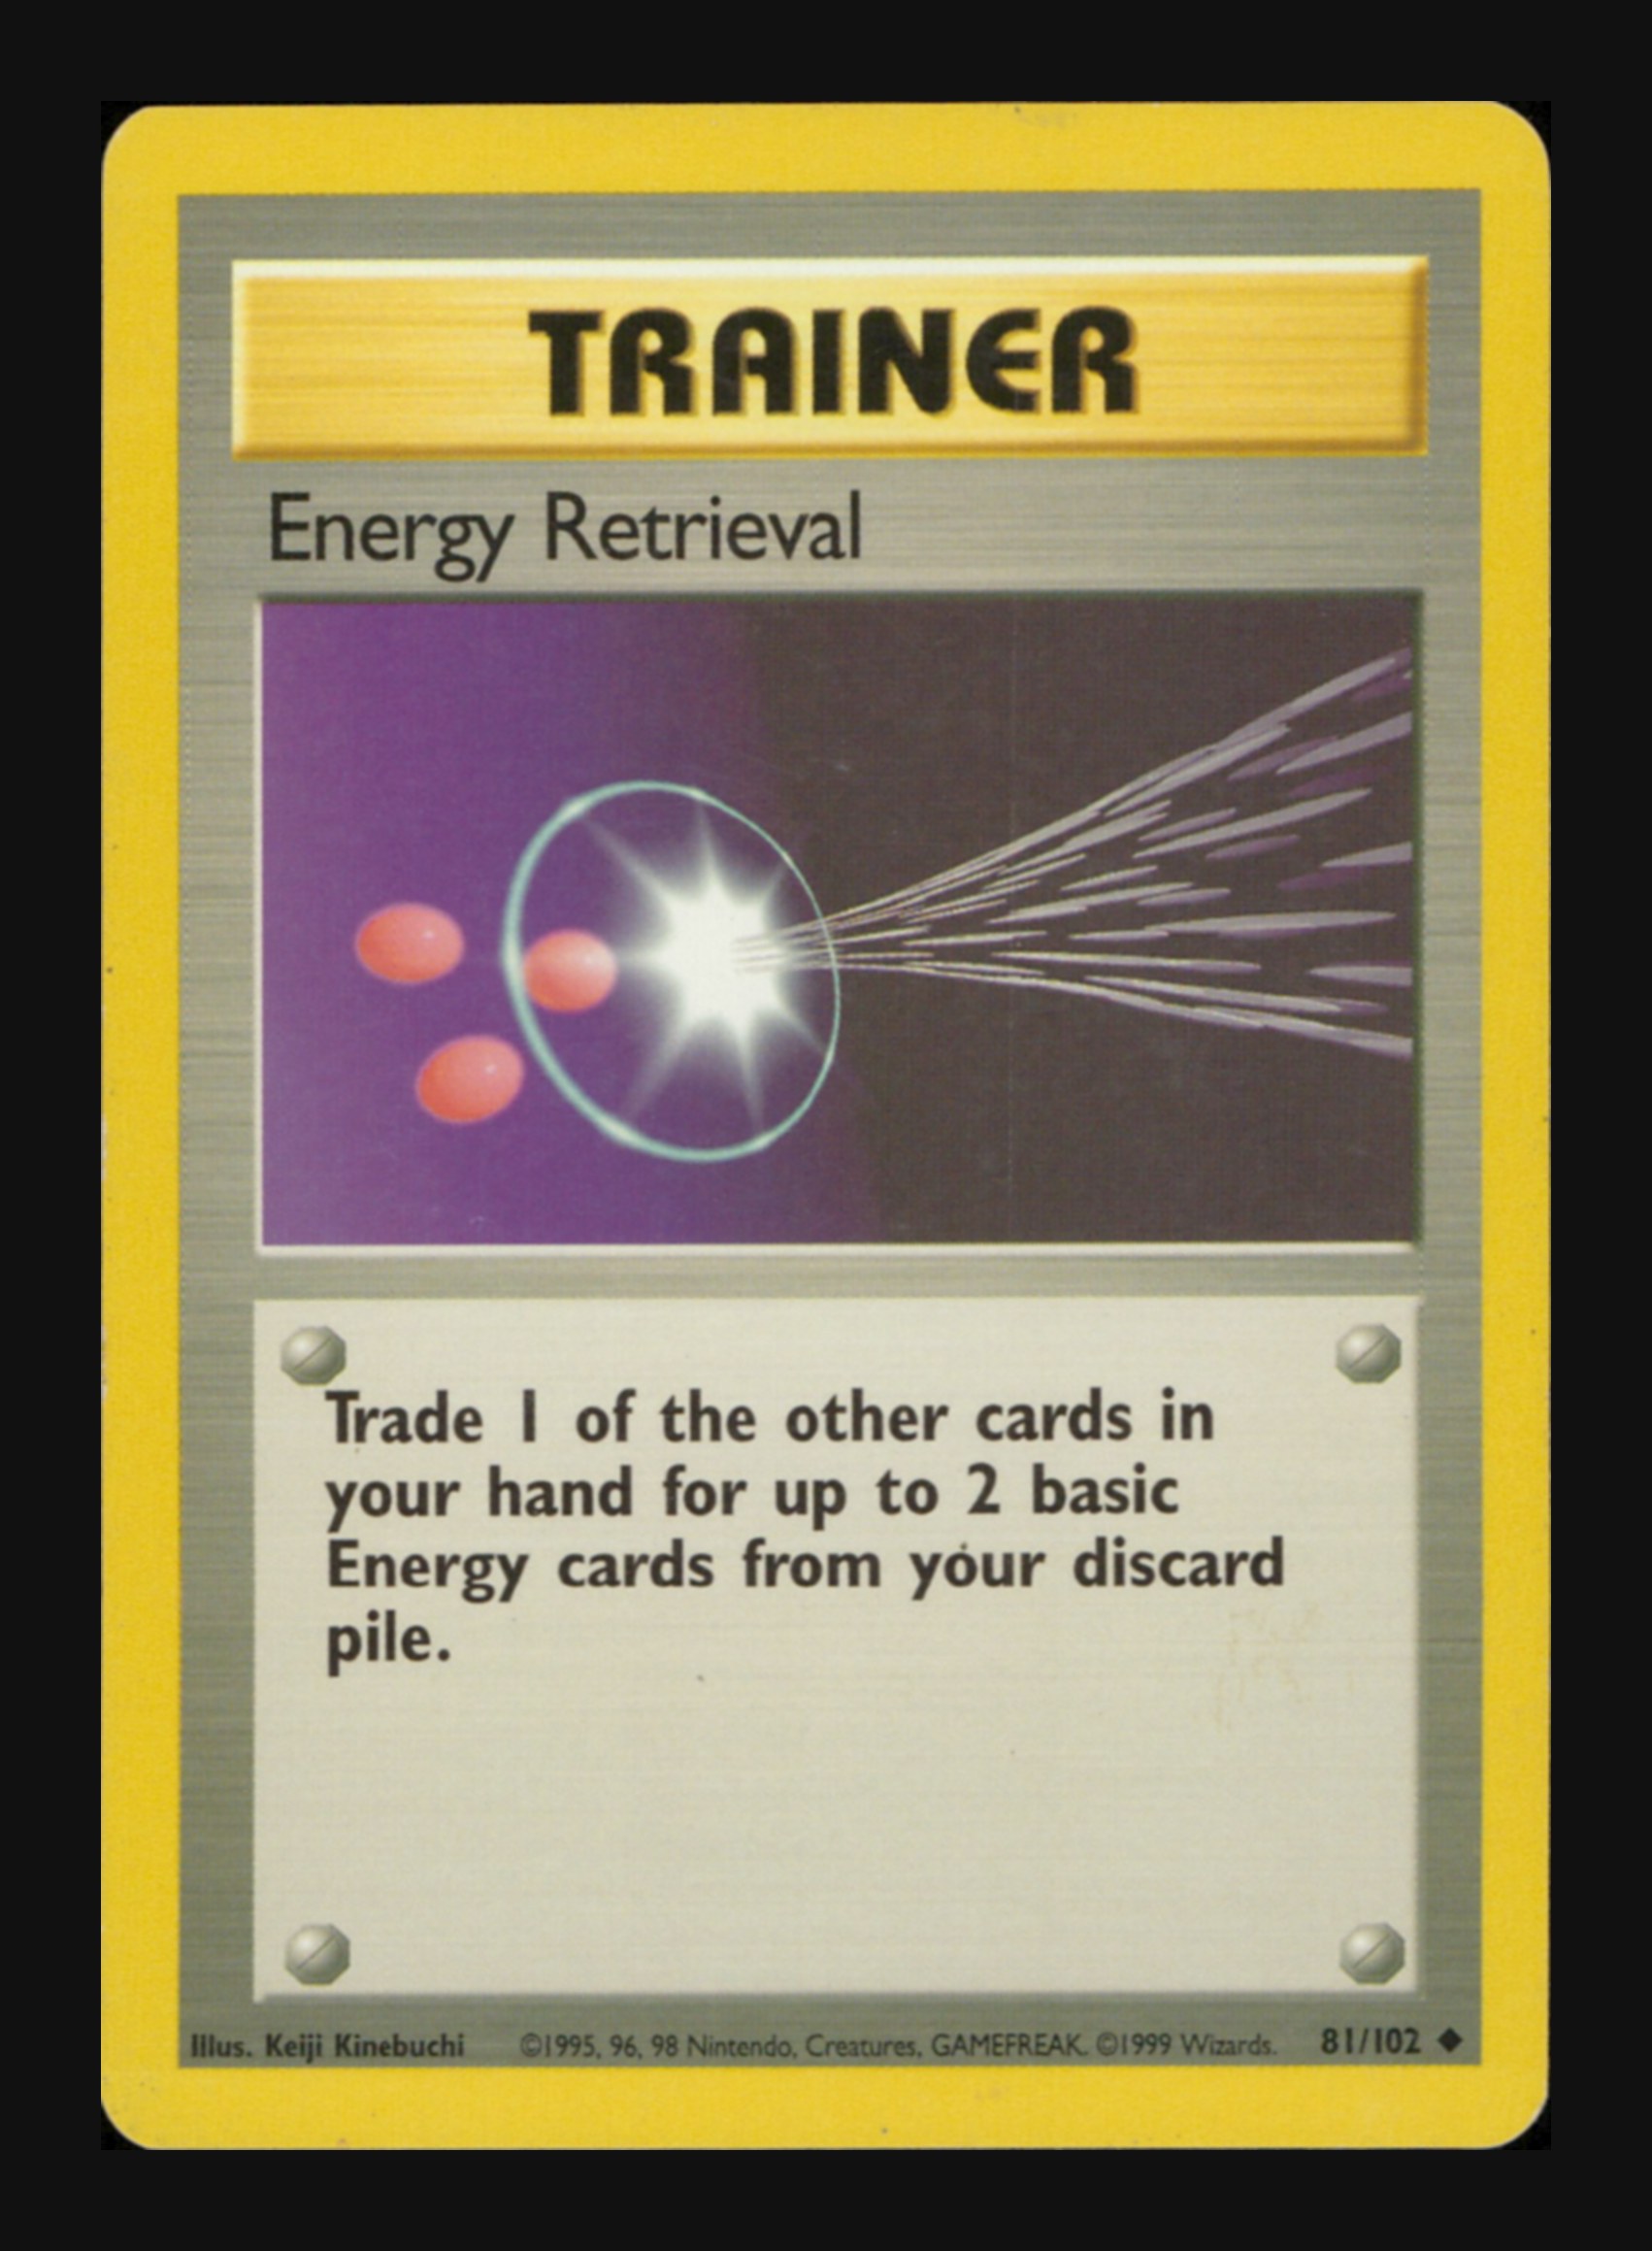 TRAINER
Energy Retrieval
Trade 1 of the other cards in
your hand for up to 2 basic
Energy cards from your discard
pile.
Illus. Keiji Kinebuchi ©1995, 96, 98 Nintendo, Creatures, GAMEFREAK. ©1999 Wizards. 81/102 ◆